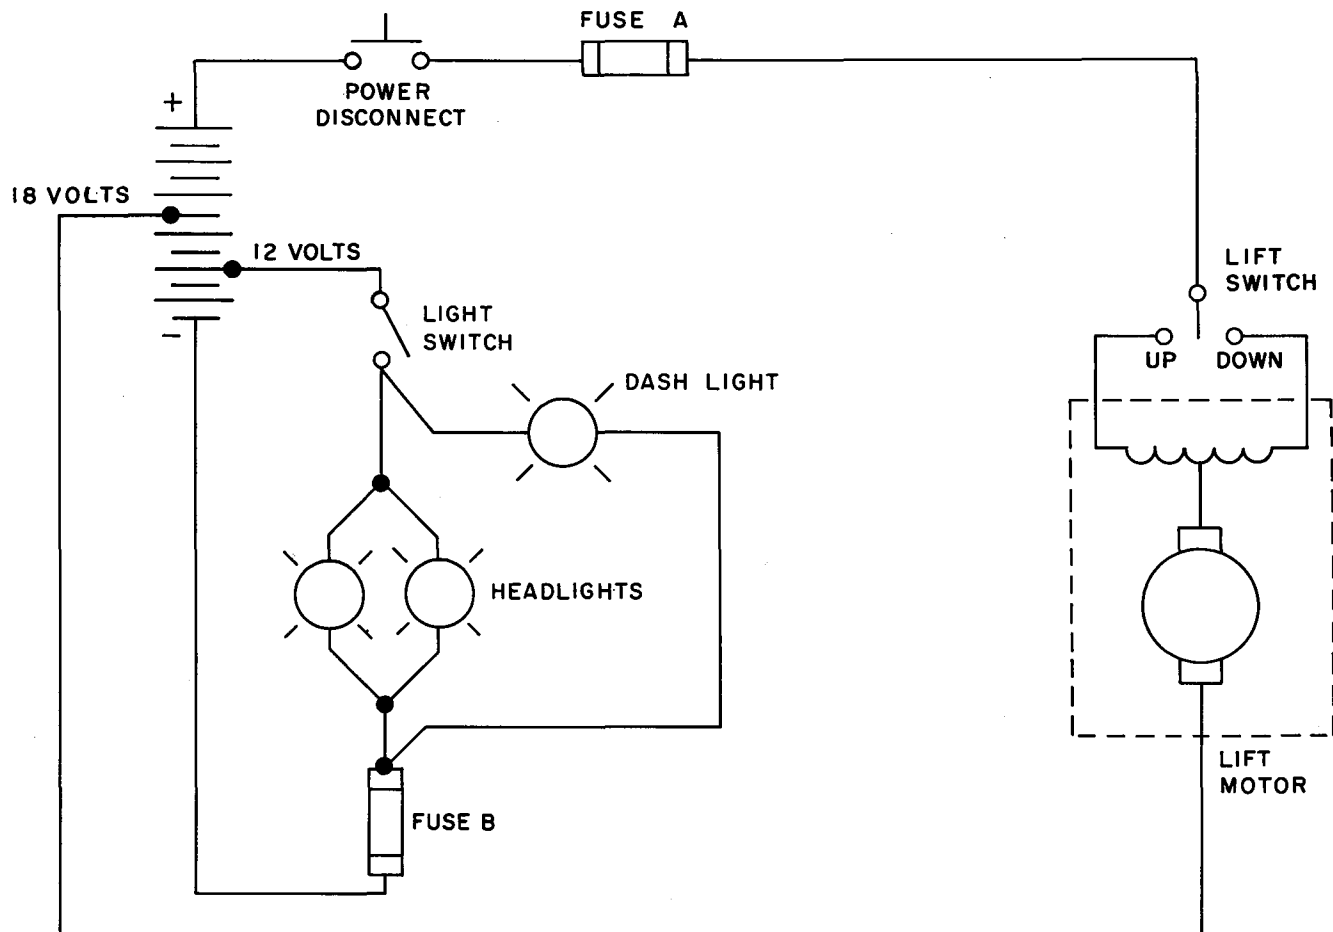 FUSE A
POWER
DISCONNECT
+
18 VOLTS
12 VOLTS
LIFT
SWITCH
LIGHT
SWITCH
–
UP
DOWN
DASH LIGHT
HEADLIGHTS
LIFT
MOTOR
FUSE B